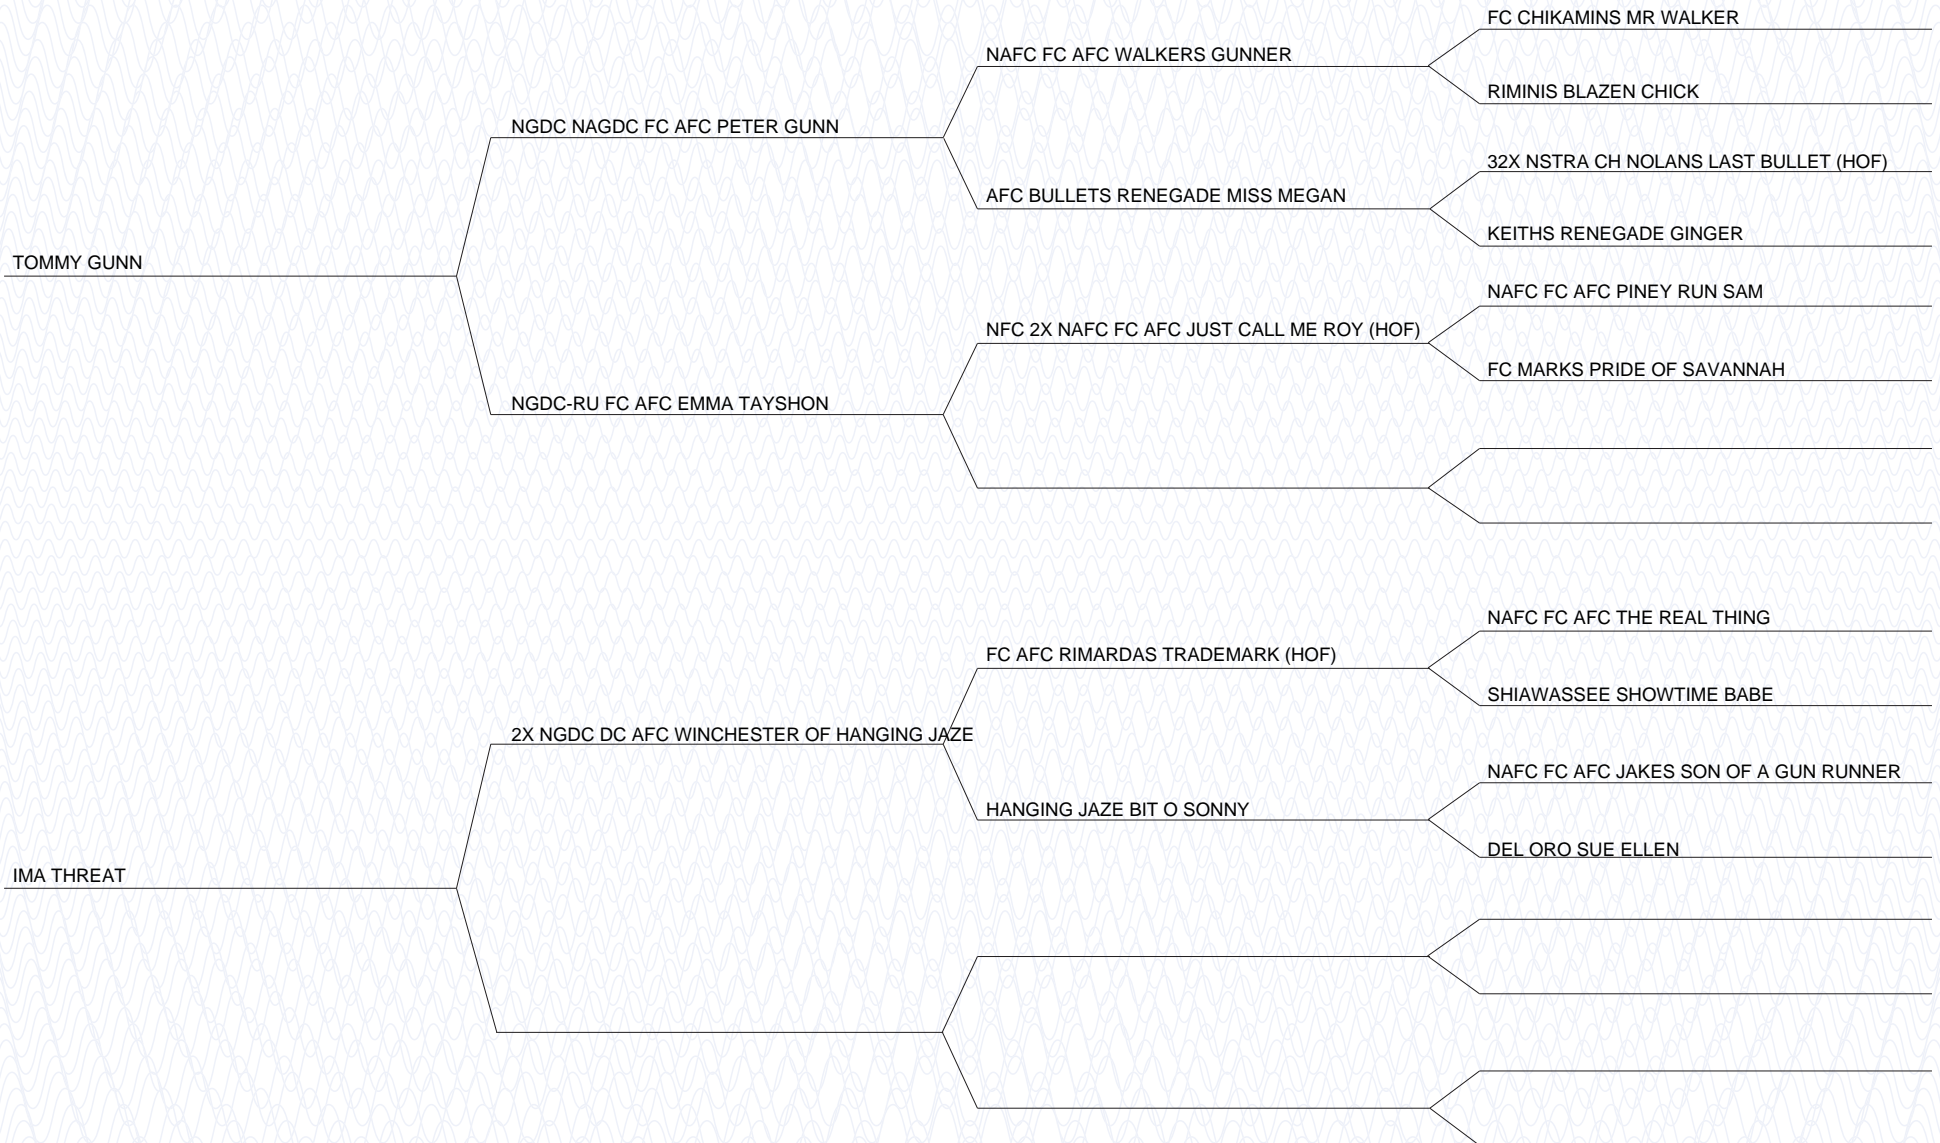 FC CHIKAMINS MR WALKER
NAFC FC AFC WALKERS GUNNER
RIMINIS BLAZEN CHICK
NGDC NAGDC FC AFC PETER GUNN
32X NSTRA CH NOLANS LAST BULLET (HOF)
AFC BULLETS RENEGADE MISS MEGAN
KEITHS RENEGADE GINGER
TOMMY GUNN
NAFC FC AFC PINEY RUN SAM
NFC 2X NAFC FC AFC JUST CALL ME ROY (HOF)
FC MARKS PRIDE OF SAVANNAH
NGDC-RU FC AFC EMMA TAYSHON
NAFC FC AFC THE REAL THING
FC AFC RIMARDAS TRADEMARK (HOF)
SHIAWASSEE SHOWTIME BABE
2X NGDC DC AFC WINCHESTER OF HANGING JAZE
NAFC FC AFC JAKES SON OF A GUN RUNNER
HANGING JAZE BIT O SONNY
DEL ORO SUE ELLEN
IMA THREAT